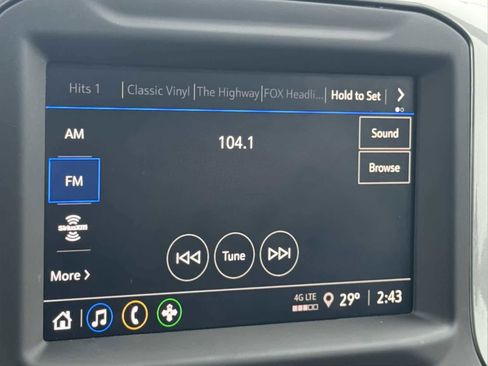 Hits 1 | Classic Vinyl | The Highway | FOX Headli... | Hold to Set
AM
104.1
Sound
FM
Browse
SiriusXM
Tune
More
4G LTE
29° 2:43